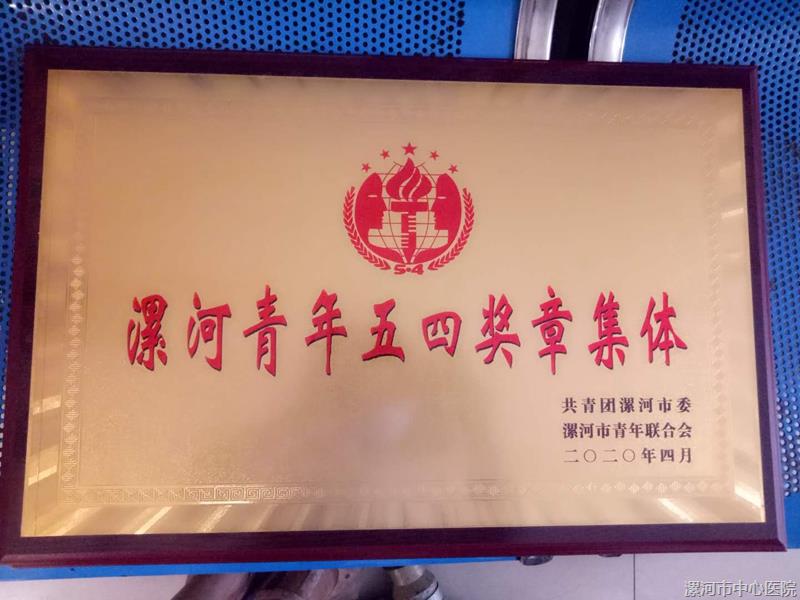 5·4
漯河青年五四奖章集体
共青团漯河市委
漯河市青年联合会
二〇二〇年四月
漯河市中心医院